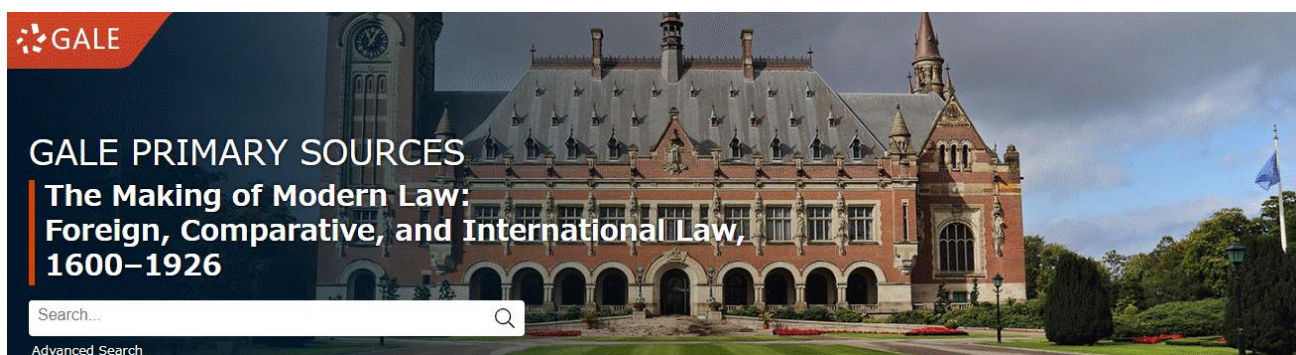 GALE
GALE PRIMARY SOURCES
The Making of Modern Law:
Foreign, Comparative, and International Law,
1600–1926
Search...
Advanced Search